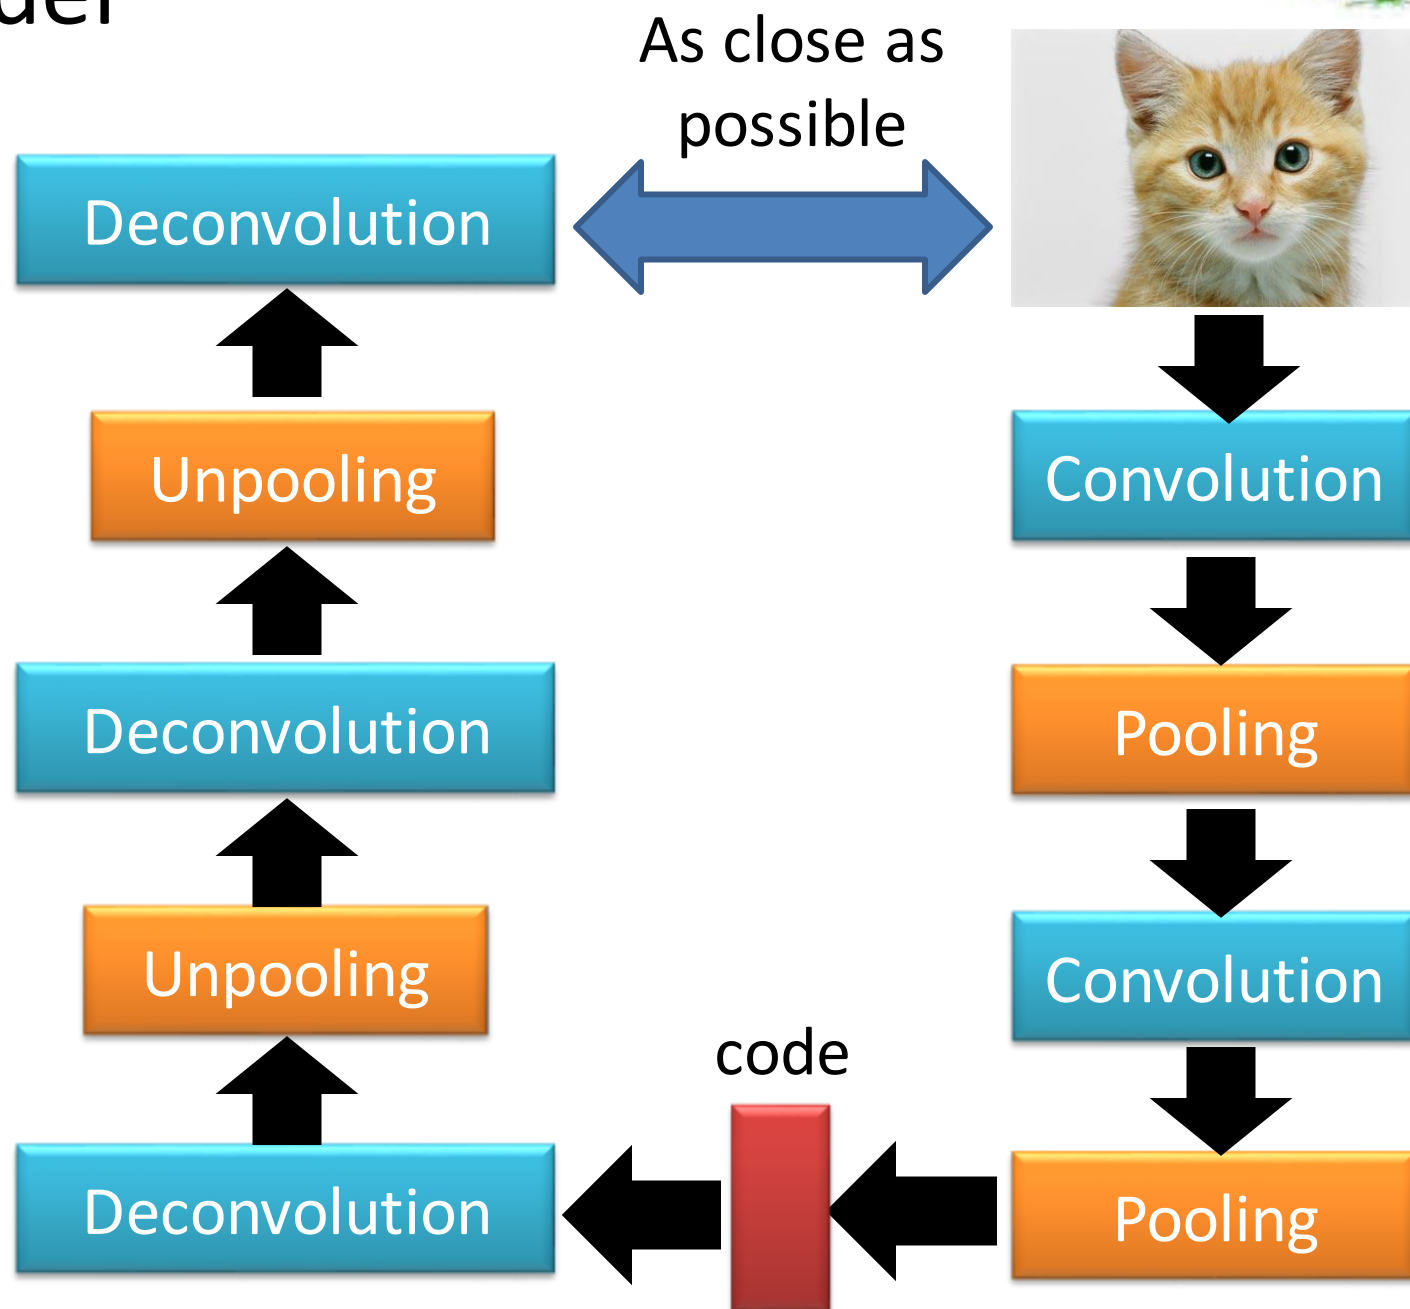 As close as
possible
Deconvolution
Unpooling
Convolution
Deconvolution
Pooling
Unpooling
Convolution
code
Deconvolution
Pooling